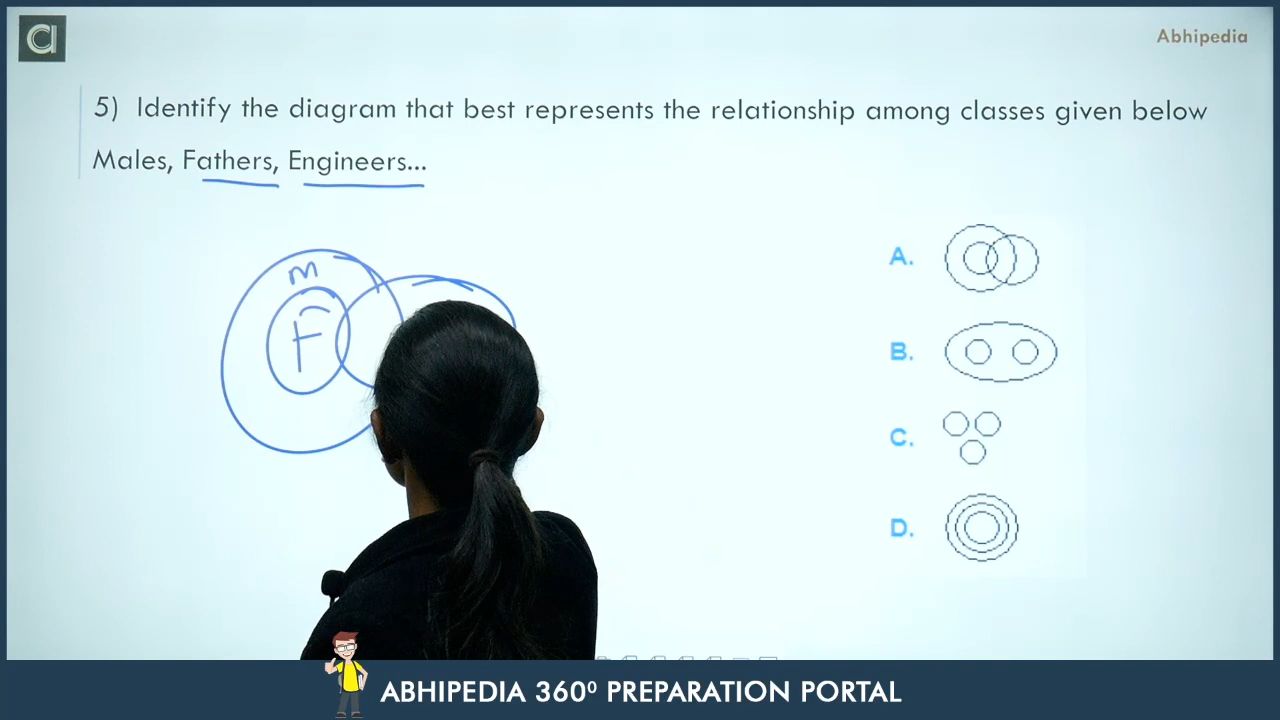 a
Abhipedia
5) Identify the diagram that best represents the relationship among classes given below
Males, Fathers, Engineers...
M
F
A.
B.
C.
D.
ABHIPEDIA 360⁰ PREPARATION PORTAL